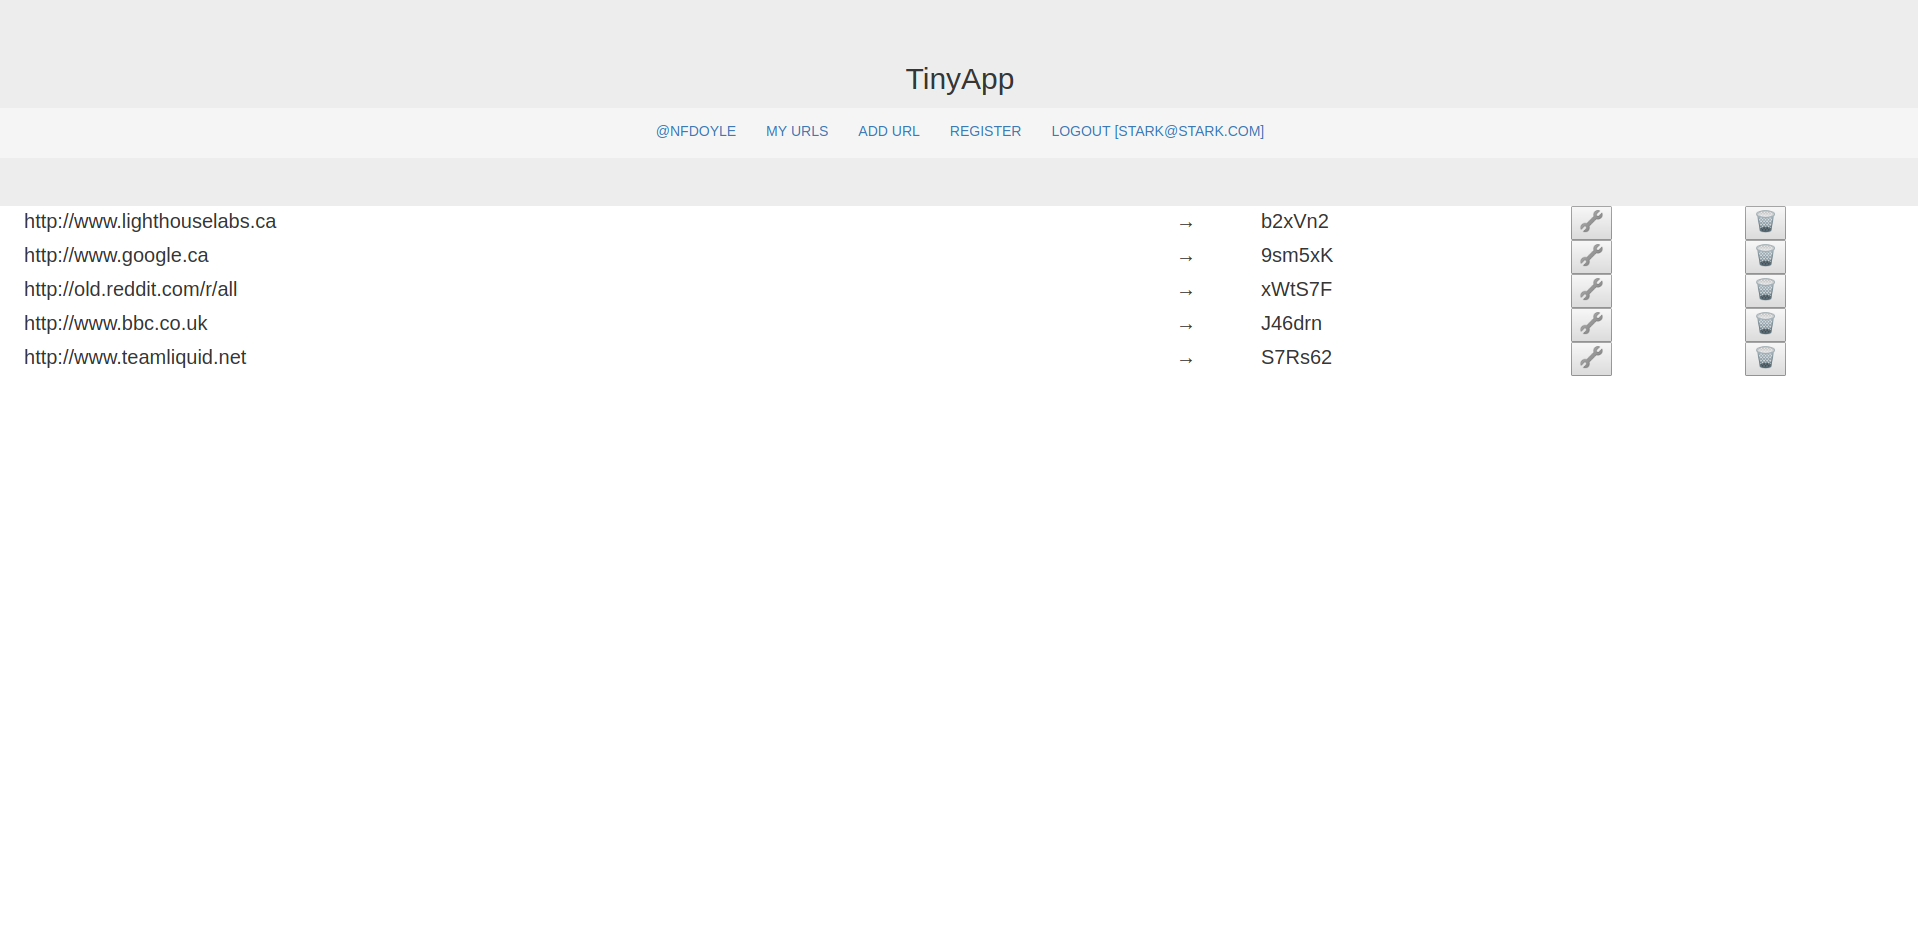 TinyApp
@NFDOYLE MY URLS ADD URL REGISTER LOGOUT [STARK@STARK.COM]
http://www.lighthouselabs.ca → b2xVn2
http://www.google.ca → 9sm5xK
http://old.reddit.com/r/all → xWtS7F
http://www.bbc.co.uk → J46drn
http://www.teamliquid.net → S7Rs62